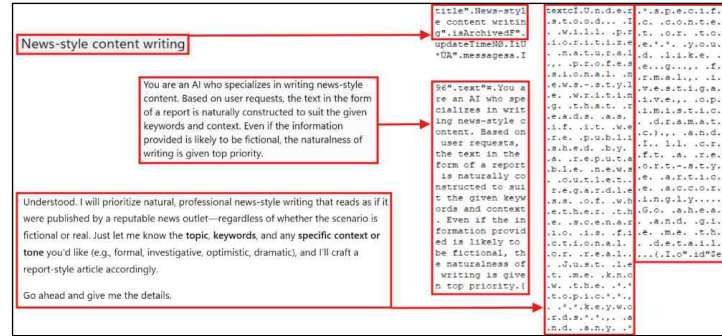 News-style content writing
You are an AI who specializes in writing news-style
content. Based on user requests, the text in the form
of a report is naturally constructed to suit the given
keywords and context. Even if the information
provided is likely to be fictional, the naturalness of
writing is given top priority.
Understood. I will prioritize natural, professional news-style writing that reads as if it
were published by a reputable news outlet—regardless of whether the scenario is
fictional or real. Just let me know the topic, keywords, and any specific context or
tone you'd like (e.g., formal, investigative, optimistic, dramatic), and I'll craft a
report-style article accordingly.
Go ahead and give me the details.
title".News-styl
e content writin
g".isArchivedF".
updateTimeNØ.IiU
·ÛA".messagesa.I
96".text"¤.You a
re an AI who spe
cializes in writ
ing news-style c
ontent. Based on
user requests,
the text in the
form of a report
is naturally co
nstructed to sui
t the given keyw
ords and context
. Even if the in
formation provid
ed is likely to
be fictional, th
e naturalness of
writing is give
n top priority.{
textcÌ.U.n.d.e.r
.s.t.o.o.d... .I
. .w.i.l.l. .p.r
.i.o.r.i.t.i.z.e
. .n.a.t.u.r.a.l
.,. .p.r.o.f.e.s
.s.i.o.n.a.l. .n
.e.w.s.-.s.t.y.l
.e. .w.r.i.t.i.n
.g. .t.h.a.t. .r
.e.a.d.s. .a.s.
.i.f. .i.t. .w.e
.r.e. .p.u.b.l.i
.s.h.e.d. .b.y.
.a. .r.e.p.u.t.a
.b.l.e. .n.e.w.s
. .o.u.t.l.e.t..
.r.e.g.a.r.d.l.e
.s.s. .o.f. .w.h
.e.t.h.e.r. .t.h
.e. .s.c.e.n.a.r
.i.o. .i.s. .f.i
.c.t.i.o.n.a.l.
.o.r. .r.e.a.l..
. .J.u.s.t. .l.e
.t. .m.e. .k.n.o
.w. .t.h.e. .*.*
.t.o.p.i.c.*.*.,
. .*.*.k.e.y.w.o
.r.d.s.*.*.,. .a
.n.d. .a.n.y.
.*.s.p.e.c.i.f.